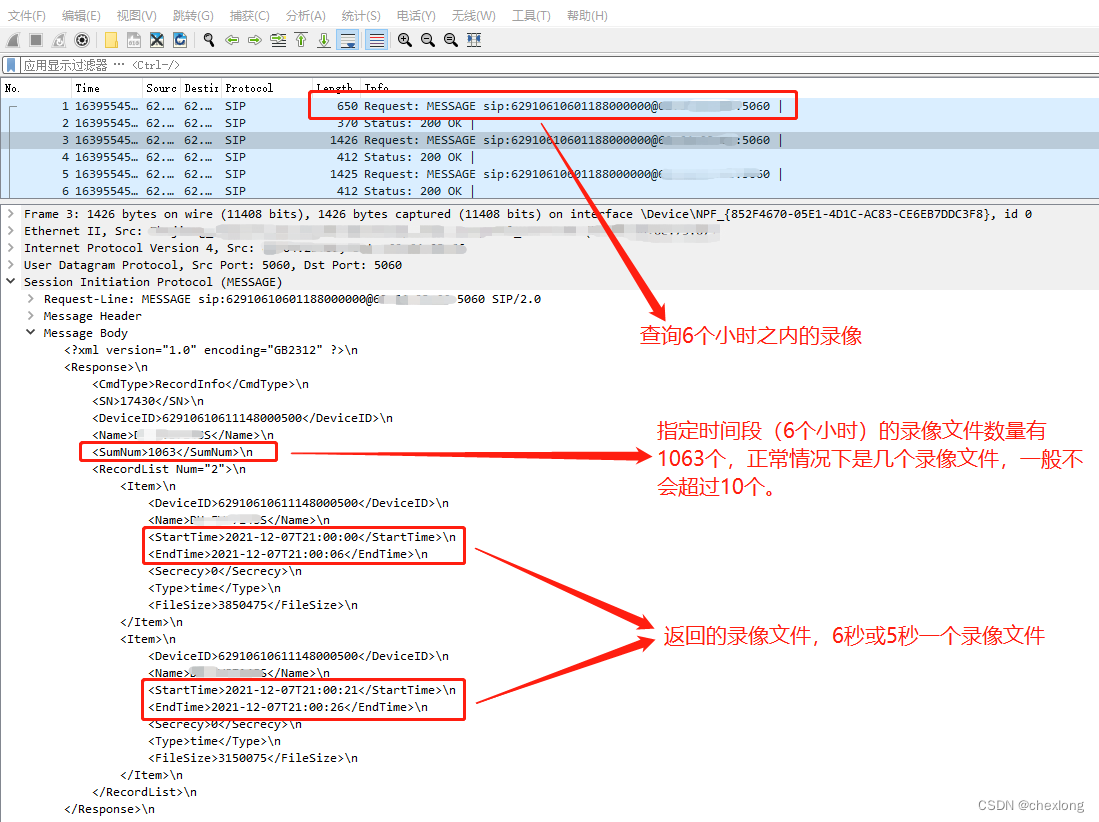 文件(F) 编辑(E) 视图(V) 跳转(G) 捕获(C) 分析(A) 统计(S) 电话(Y) 无线(W) 工具(T) 帮助(H)
应用显示过滤器 … <Ctrl-/>
No. Time Sourc Destir Protocol Length Info
1 16395545… 62.… 62.… SIP 650 Request: MESSAGE sip:62910610601188000000@6 :5060 |
2 16395545… 62.… 62.… SIP 370 Status: 200 OK |
3 16395545… 62.… 62.… SIP 1426 Request: MESSAGE sip:62910610601188000000@6 :5060 |
4 16395545… 62.… 62.… SIP 412 Status: 200 OK |
5 16395545… 62.… 62.… SIP 1425 Request: MESSAGE sip:62910610601188000000@6 5060 |
6 16395545… 62.… 62.… SIP 412 Status: 200 OK |
Frame 3: 1426 bytes on wire (11408 bits), 1426 bytes captured (11408 bits) on interface \Device\NPF_{852F4670-05E1-4D1C-AC83-CE6EB7DDC3F8}, id 0
Ethernet II, Src:
Internet Protocol Version 4, Src:
User Datagram Protocol, Src Port: 5060, Dst Port: 5060
Session Initiation Protocol (MESSAGE)
Request-Line: MESSAGE sip:62910610601188000000@6 5060 SIP/2.0
Message Header
Message Body
<?xml version="1.0" encoding="GB2312" ?>\n
<Response>\n
<CmdType>RecordInfo</CmdType>\n
<SN>17430</SN>\n
<DeviceID>62910610611148000500</DeviceID>\n
<Name> S</Name>\n
<SumNum>1063</SumNum>\n
<RecordList Num="2">\n
<Item>\n
<DeviceID>62910610611148000500</DeviceID>\n
<Name> S</Name>\n
<StartTime>2021-12-07T21:00:00</StartTime>\n
<EndTime>2021-12-07T21:00:06</EndTime>\n
<Secrecy>0</Secrecy>\n
<Type>time</Type>\n
<FileSize>3850475</FileSize>\n
</Item>\n
<Item>\n
<DeviceID>62910610611148000500</DeviceID>\n
<Name> S</Name>\n
<StartTime>2021-12-07T21:00:21</StartTime>\n
<EndTime>2021-12-07T21:00:26</EndTime>\n
<Secrecy>0</Secrecy>\n
<Type>time</Type>\n
<FileSize>3150075</FileSize>\n
</Item>\n
</RecordList>\n
</Response>\n
查询6个小时之内的录像
指定时间段（6个小时）的录像文件数量有
1063个，正常情况下是几个录像文件，一般不
会超过10个。
返回的录像文件，6秒或5秒一个录像文件
CSDN @chexlong